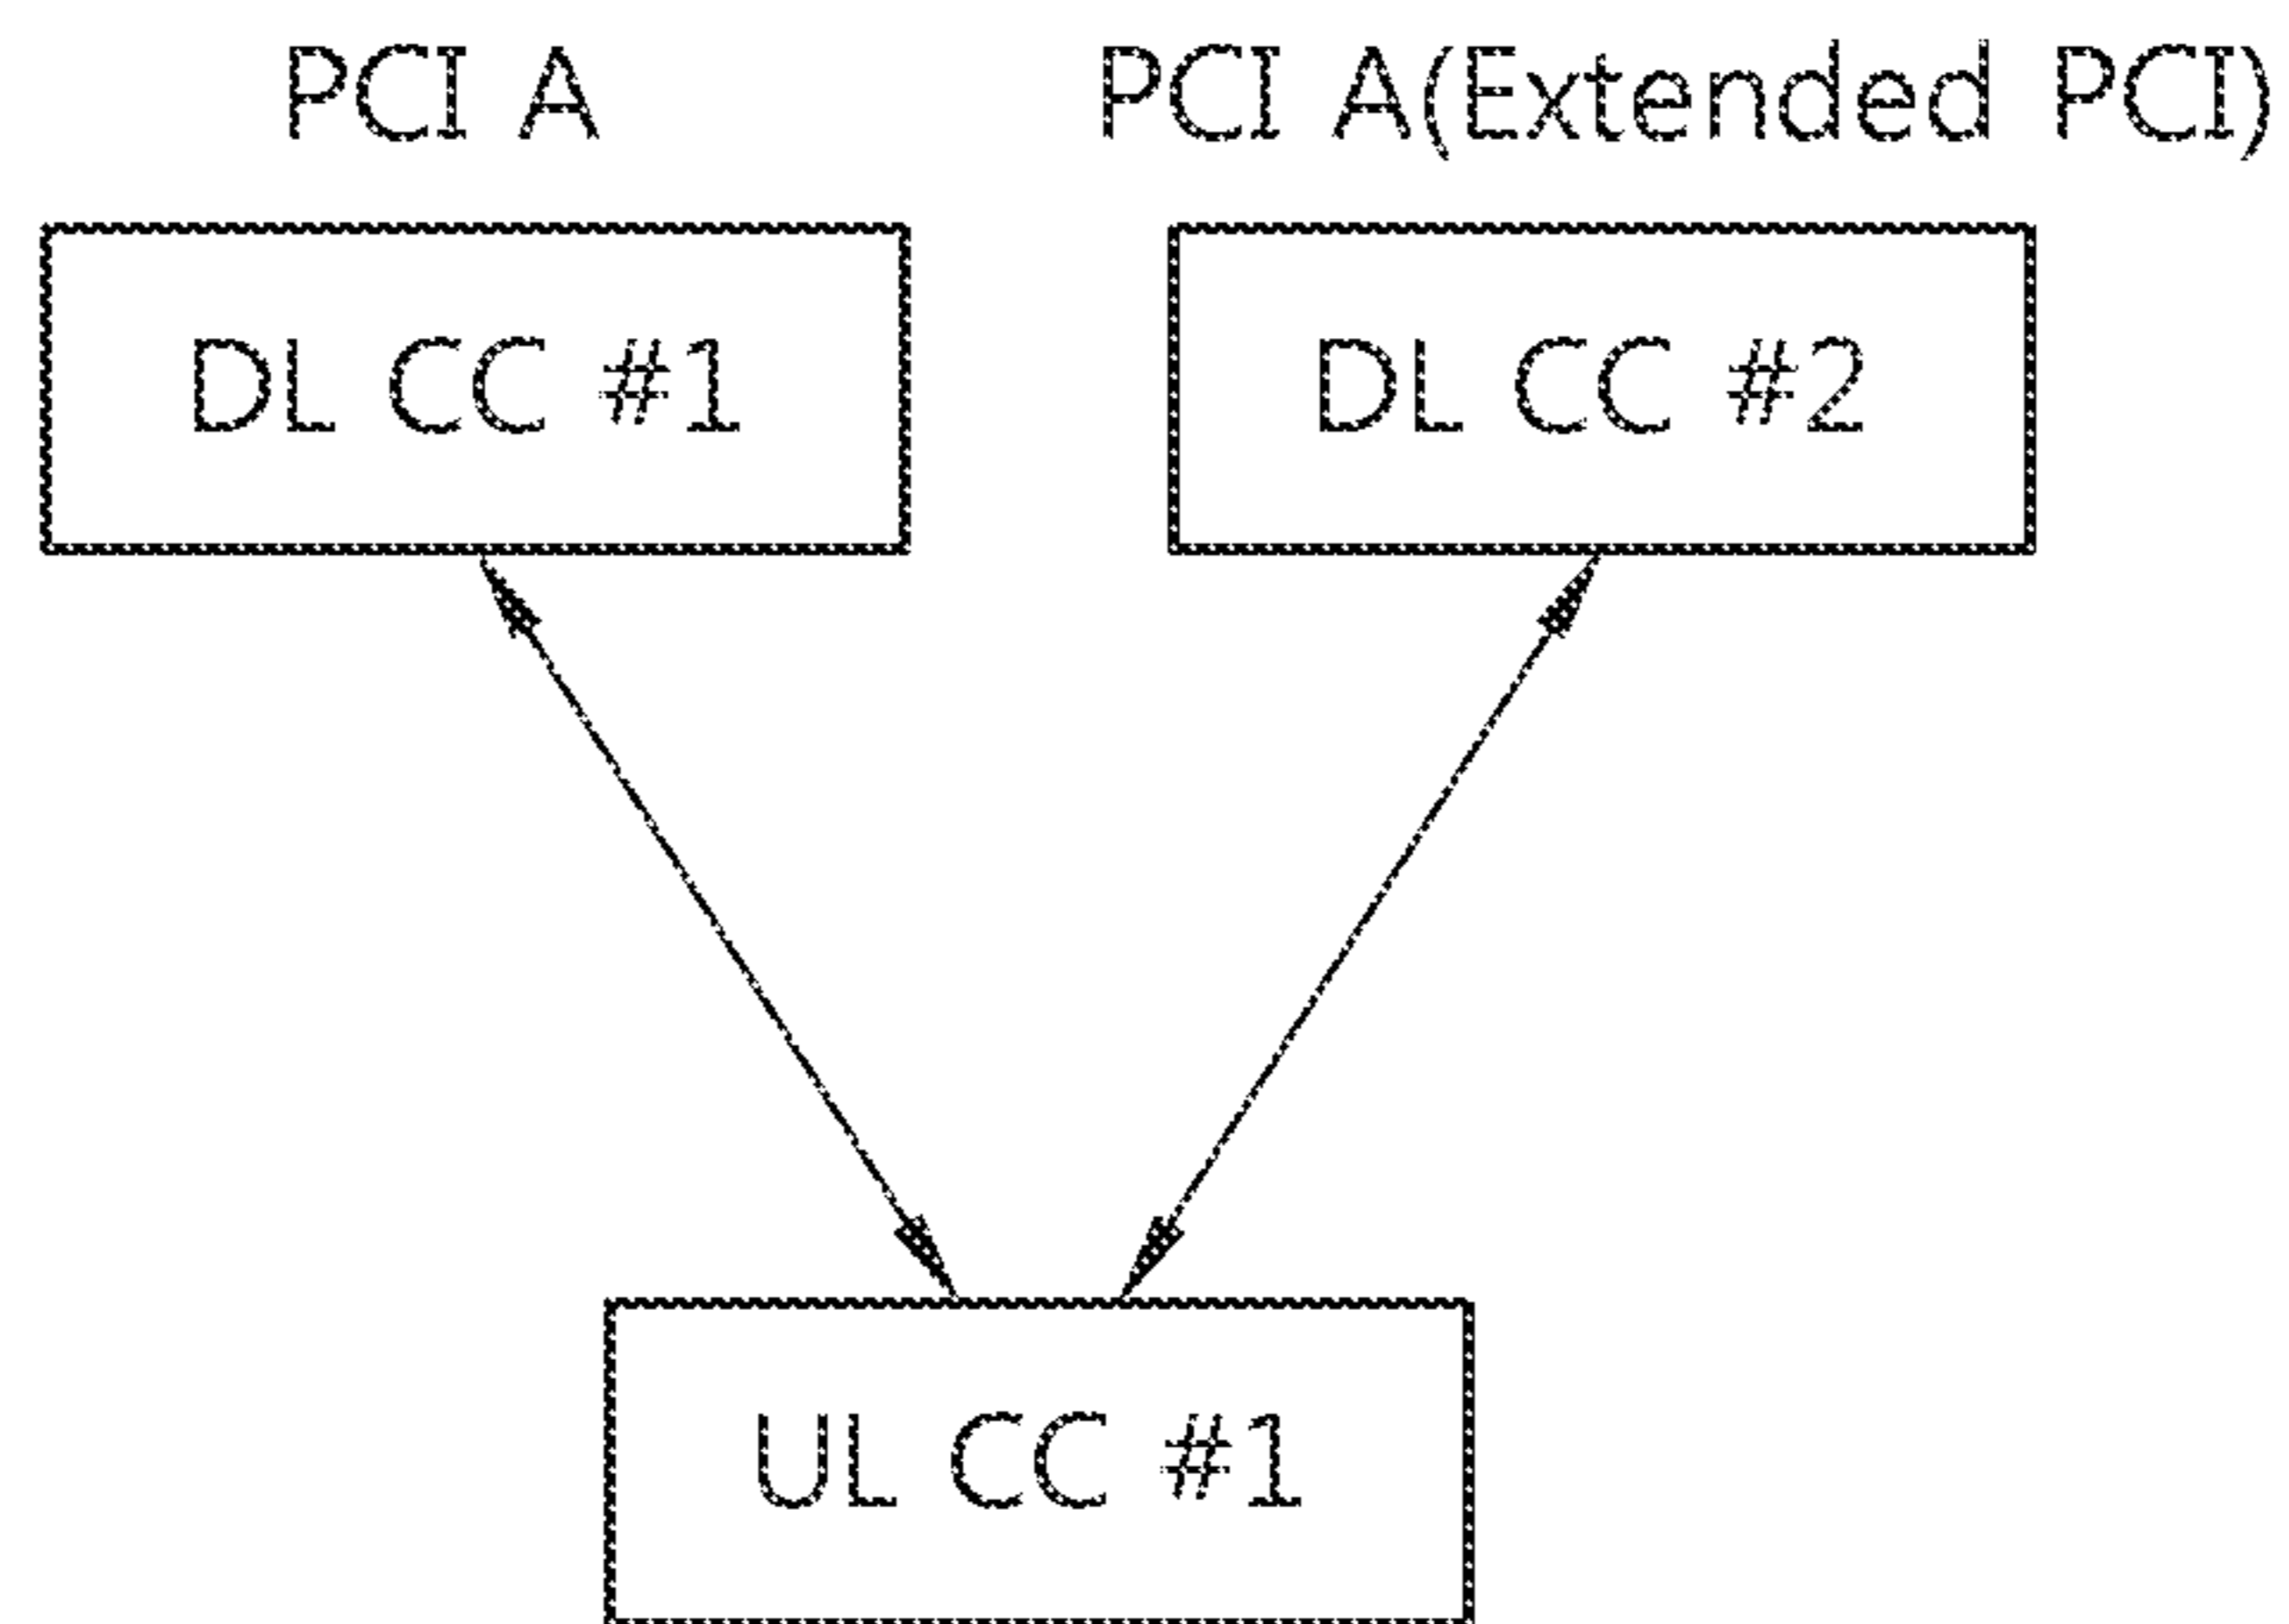 PCI A
PCI A(Extended PCI)
DL CC #1
DL CC #2
UL CC #1